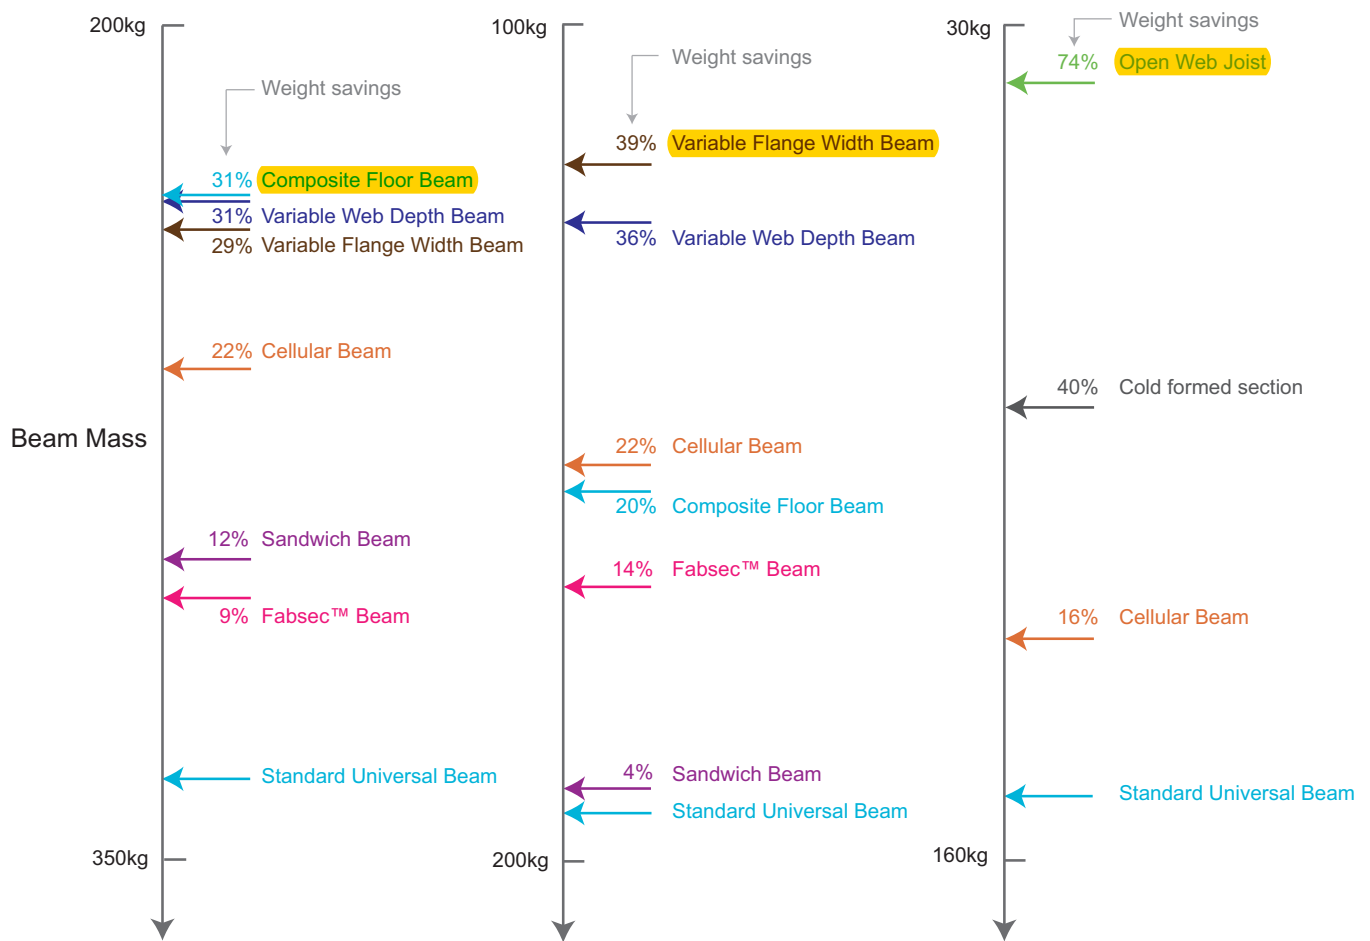 Beam Mass
200kg
Weight savings
31% Composite Floor Beam
31% Variable Web Depth Beam
29% Variable Flange Width Beam
22% Cellular Beam
12% Sandwich Beam
9% Fabsec™ Beam
Standard Universal Beam
350kg
100kg
Weight savings
39% Variable Flange Width Beam
36% Variable Web Depth Beam
22% Cellular Beam
20% Composite Floor Beam
14% Fabsec™ Beam
4% Sandwich Beam
Standard Universal Beam
200kg
30kg
Weight savings
74% Open Web Joist
40% Cold formed section
16% Cellular Beam
Standard Universal Beam
160kg